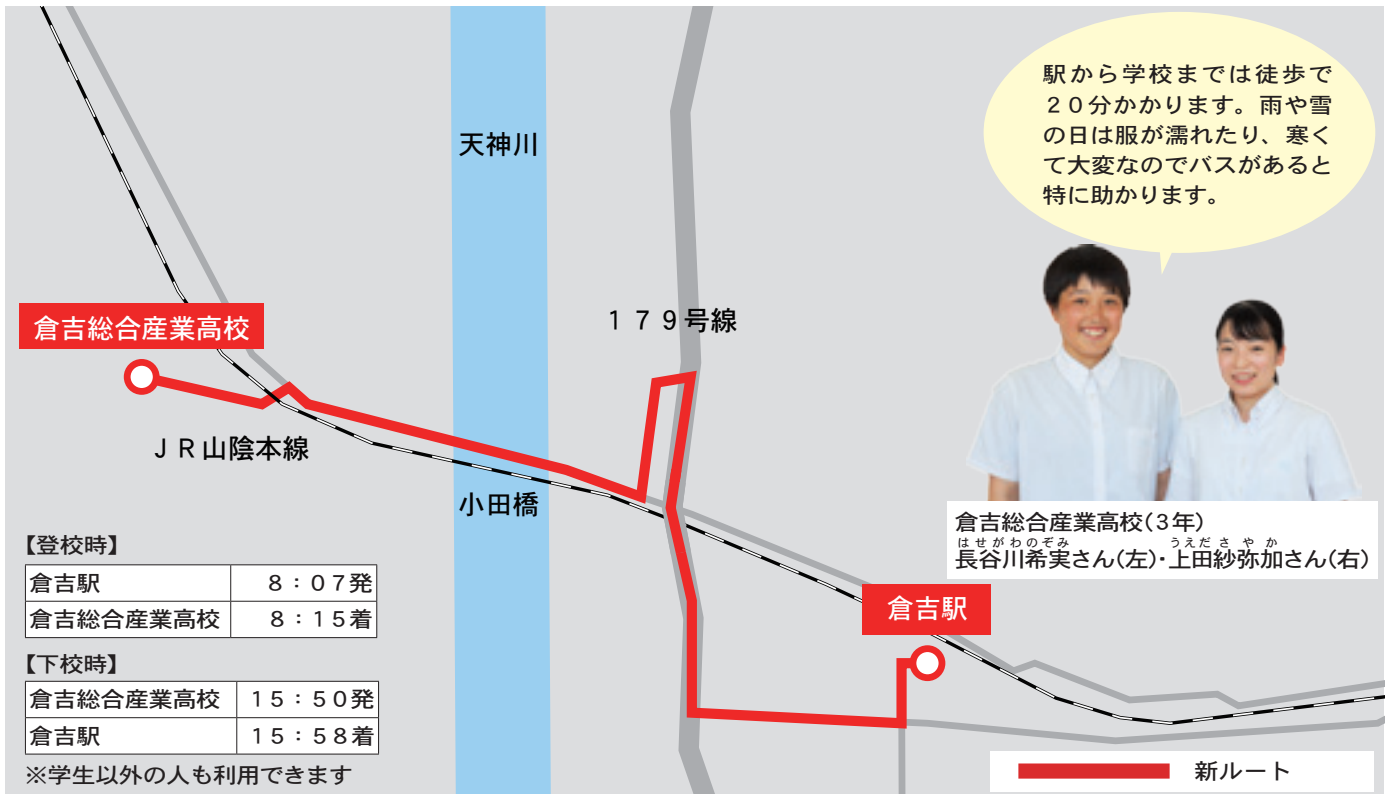 駅から学校までは徒歩で
２０分かかります。雨や雪
の日は服が濡れたり、寒く
て大変なのでバスがあると
特に助かります。
天神川
１７９号線
倉吉総合産業高校
ＪＲ山陰本線
小田橋
倉吉総合産業高校(3年)
はせがわのぞみ うえださやか
長谷川希実さん(左)・上田紗弥加さん(右)
倉吉駅
【登校時】
倉吉駅 ８：０７発
倉吉総合産業高校 ８：１５着
【下校時】
倉吉総合産業高校 １５：５０発
倉吉駅 １５：５８着
※学生以外の人も利用できます
新ルート